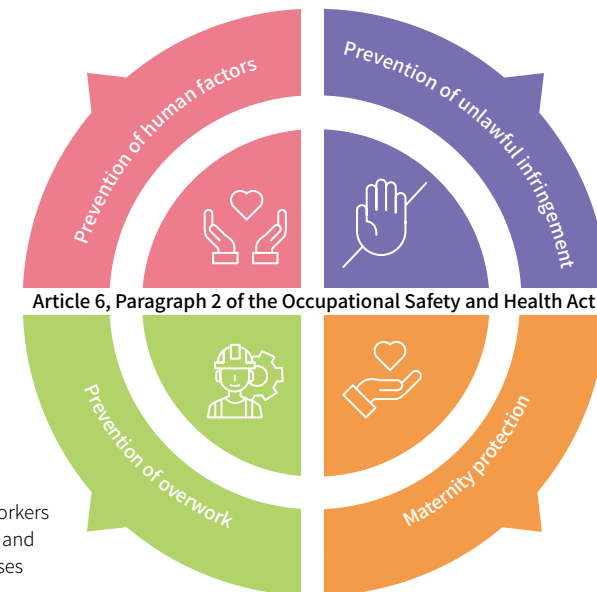 Prevention of human factors
Prevention of unlawful infringement
Article 6, Paragraph 2 of the Occupational Safety and Health Act
Prevention of overwork
Maternity protection
orkers
and
ses